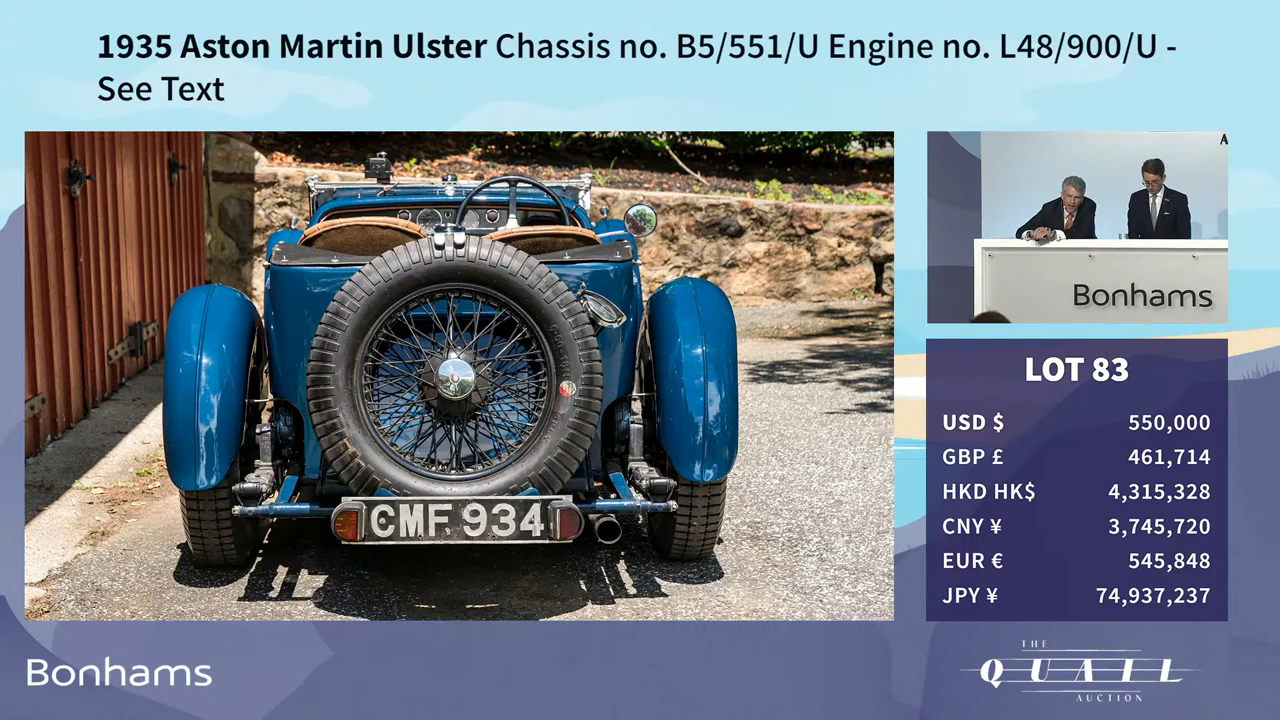 1935 Aston Martin Ulster Chassis no. B5/551/U Engine no. L48/900/U -
See Text
A
Bonhams
CMF 934
LOT 83
USD $ 550,000
GBP £ 461,714
HKD HK$ 4,315,328
CNY ¥ 3,745,720
EUR € 545,848
JPY ¥ 74,937,237
Bonhams
THE
QUAIL
AUCTION